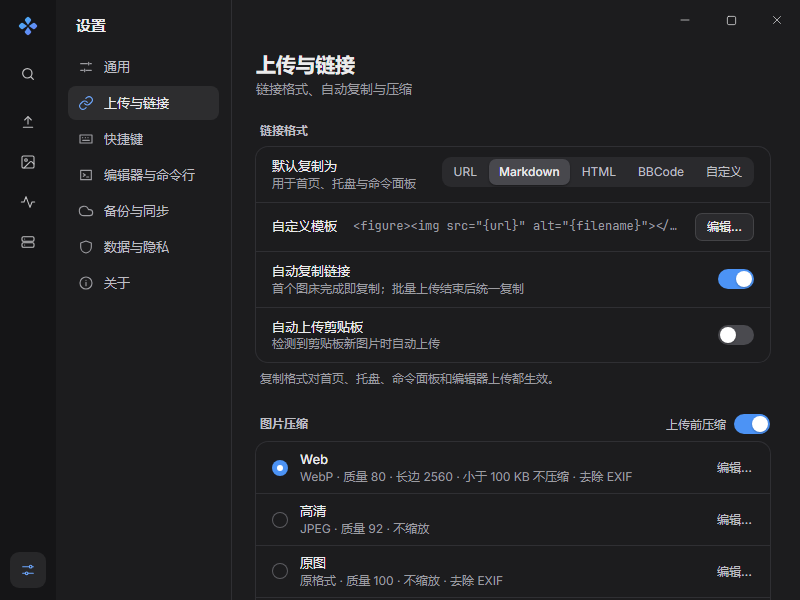 设置
通用
上传与链接
快捷键
编辑器与命令行
备份与同步
数据与隐私
关于
上传与链接
链接格式、自动复制与压缩
链接格式
默认复制为
用于首页、托盘与命令面板
URL Markdown HTML BBCode 自定义
自定义模板 <figure><img src="{url}" alt="{filename}"></… 编辑...
自动复制链接
首个图床完成即复制；批量上传结束后统一复制
自动上传剪贴板
检测到剪贴板新图片时自动上传
复制格式对首页、托盘、命令面板和编辑器上传都生效。
图片压缩 上传前压缩
Web
WebP · 质量 80 · 长边 2560 · 小于 100 KB 不压缩 · 去除 EXIF
编辑...
高清
JPEG · 质量 92 · 不缩放
编辑...
原图
原格式 · 质量 100 · 不缩放 · 去除 EXIF
编辑...